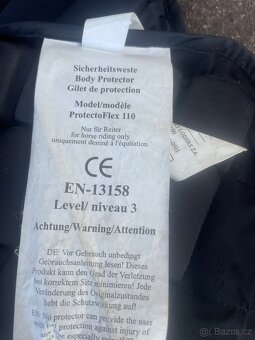 Sicherheitsweste
Body Protector
Gilet de protection
Model/modèle
ProtectoFlex 110
Nur für Reiter
for horse riding only
uniquement destiné à l'équitation
CE
EN-13158
Level/ niveau 3
Achtung/Warning/Attention
DE: Vor Gebrauch unbedingt
Gebrauchsanleitung lesen! Dieses
Produkt kann den Grad der Verletzung
bei korrektem Sitz minimieren! Jede
Veränderung des Originalzustandes
hebt die Schutzwirkung auf!
EN: No protector can provide the user
with protection against injury of
Bazoš.cz